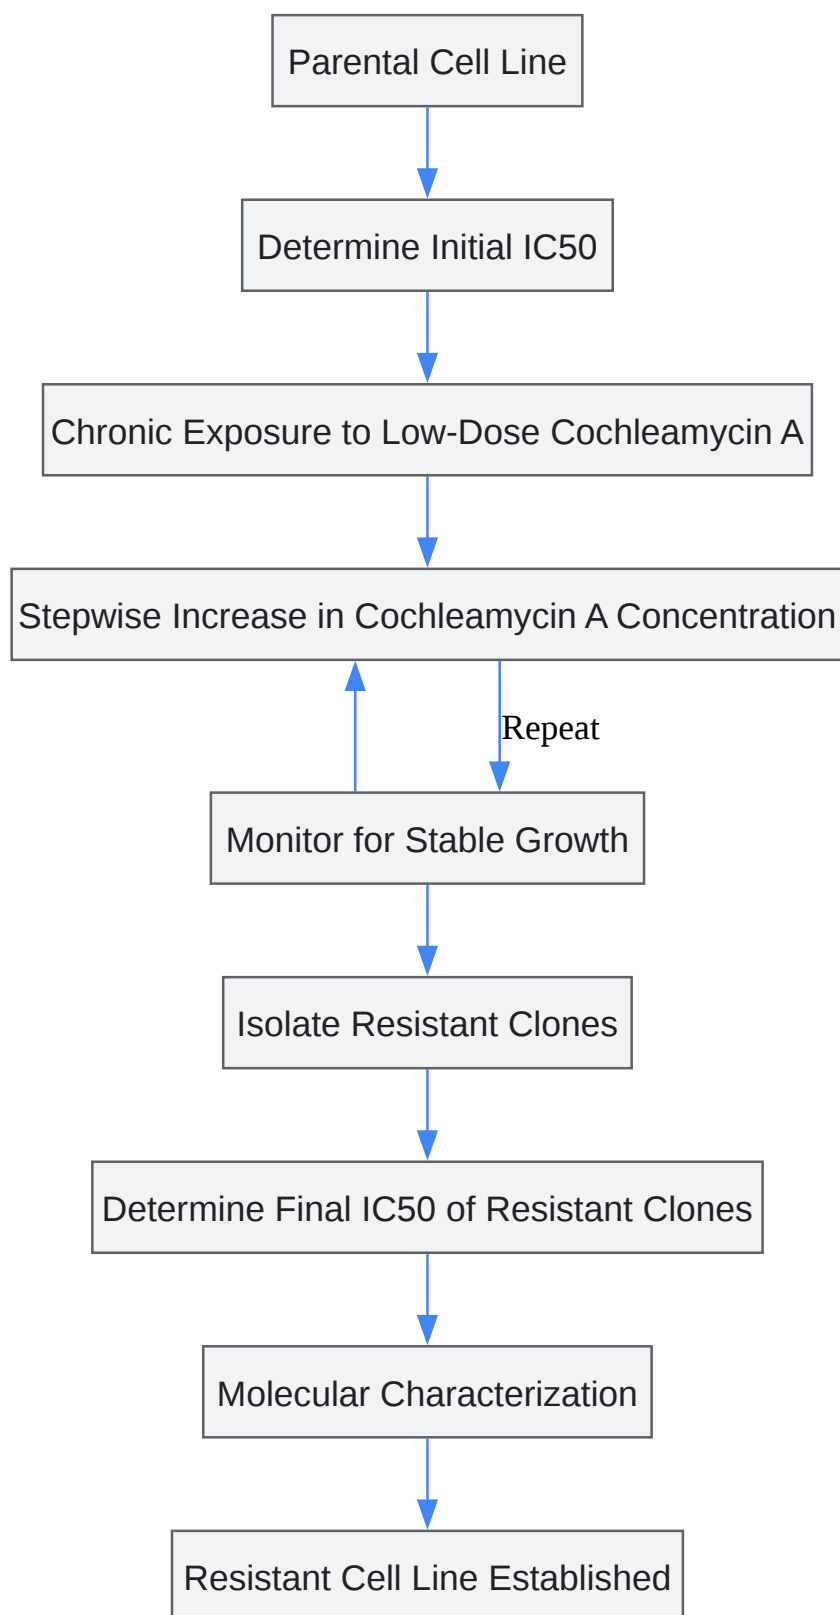 Parental Cell Line
Determine Initial IC50
Chronic Exposure to Low-Dose Cochleamycin A
Stepwise Increase in Cochleamycin A Concentration
Repeat
Monitor for Stable Growth
Isolate Resistant Clones
Determine Final IC50 of Resistant Clones
Molecular Characterization
Resistant Cell Line Established